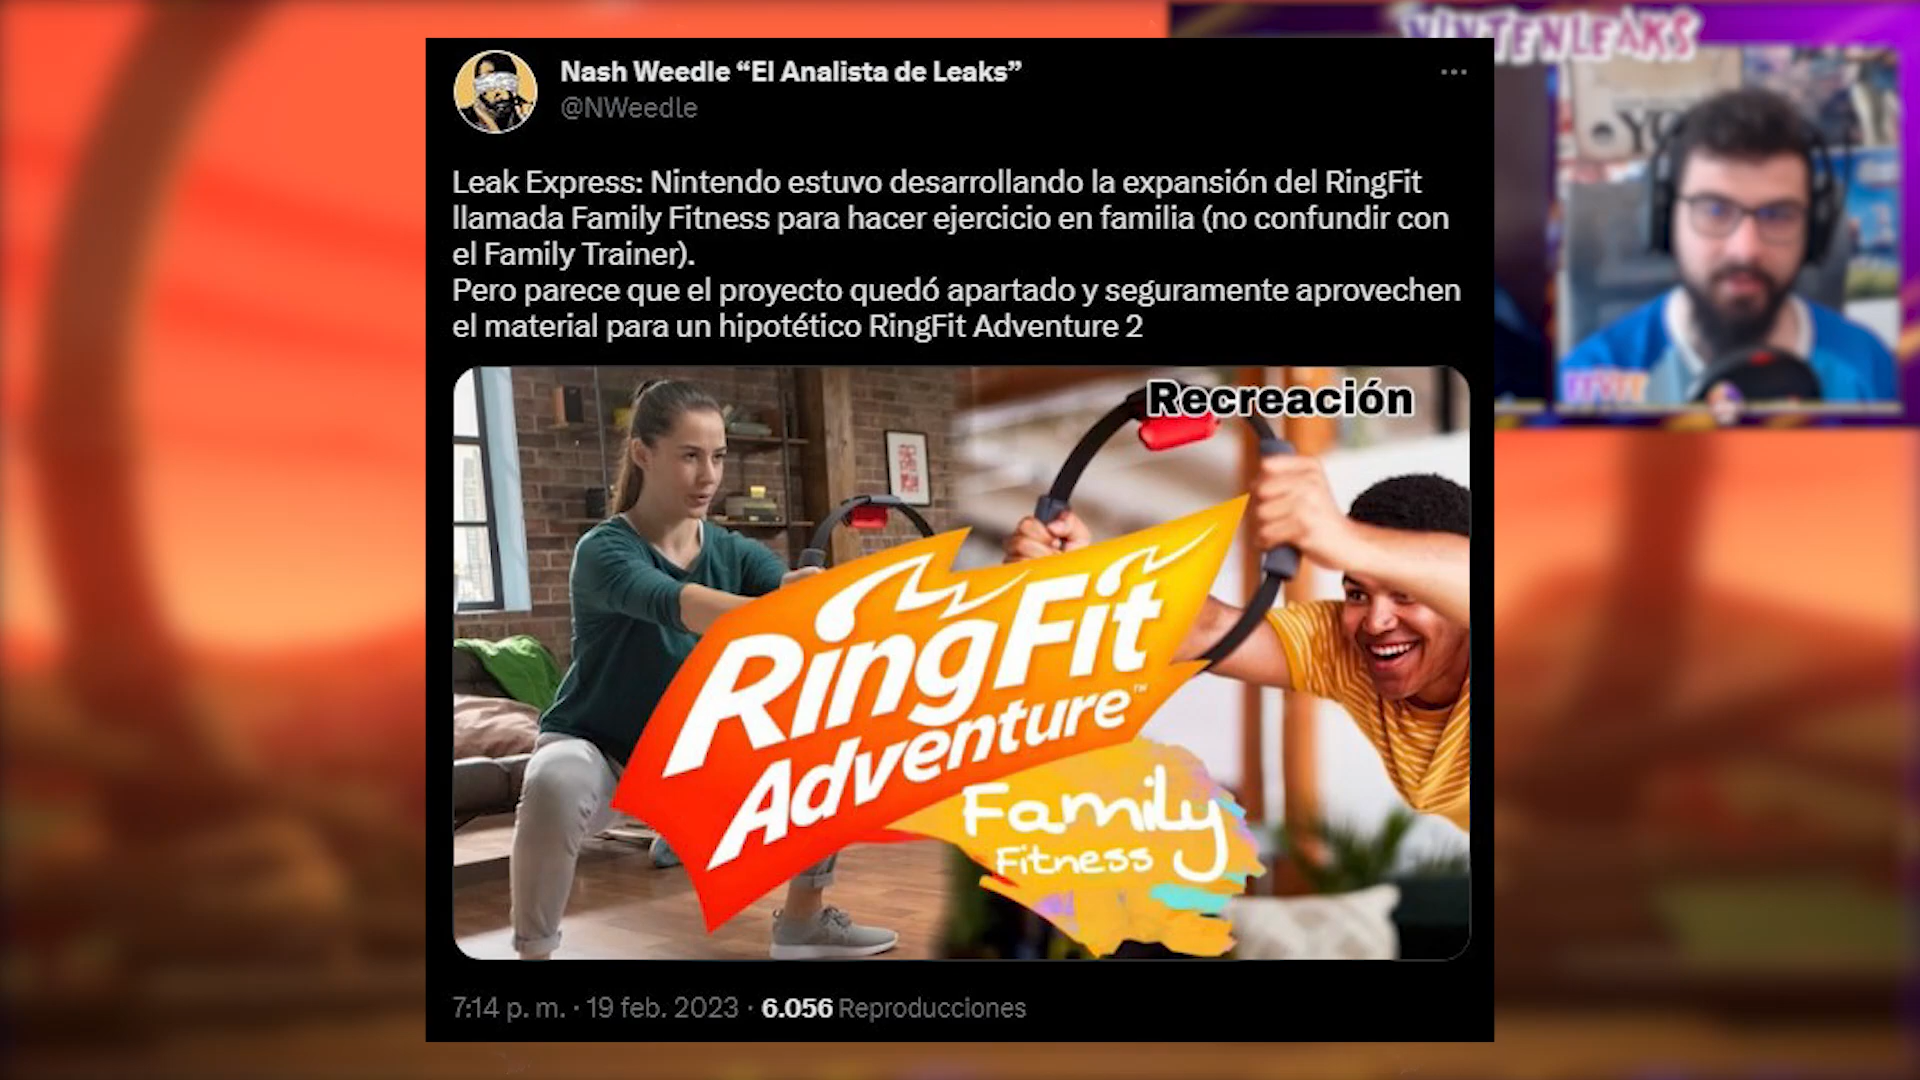 NINTENLEAKS
Nash Weedle “El Analista de Leaks”
@NWeedle
Leak Express: Nintendo estuvo desarrollando la expansión del RingFit
llamada Family Fitness para hacer ejercicio en familia (no confundir con
el Family Trainer).
Pero parece que el proyecto quedó apartado y seguramente aprovechen
el material para un hipotético RingFit Adventure 2
Recreación
RingFit
Adventure™
Family
Fitness
7:14 p. m. · 19 feb. 2023 · 6.056 Reproducciones